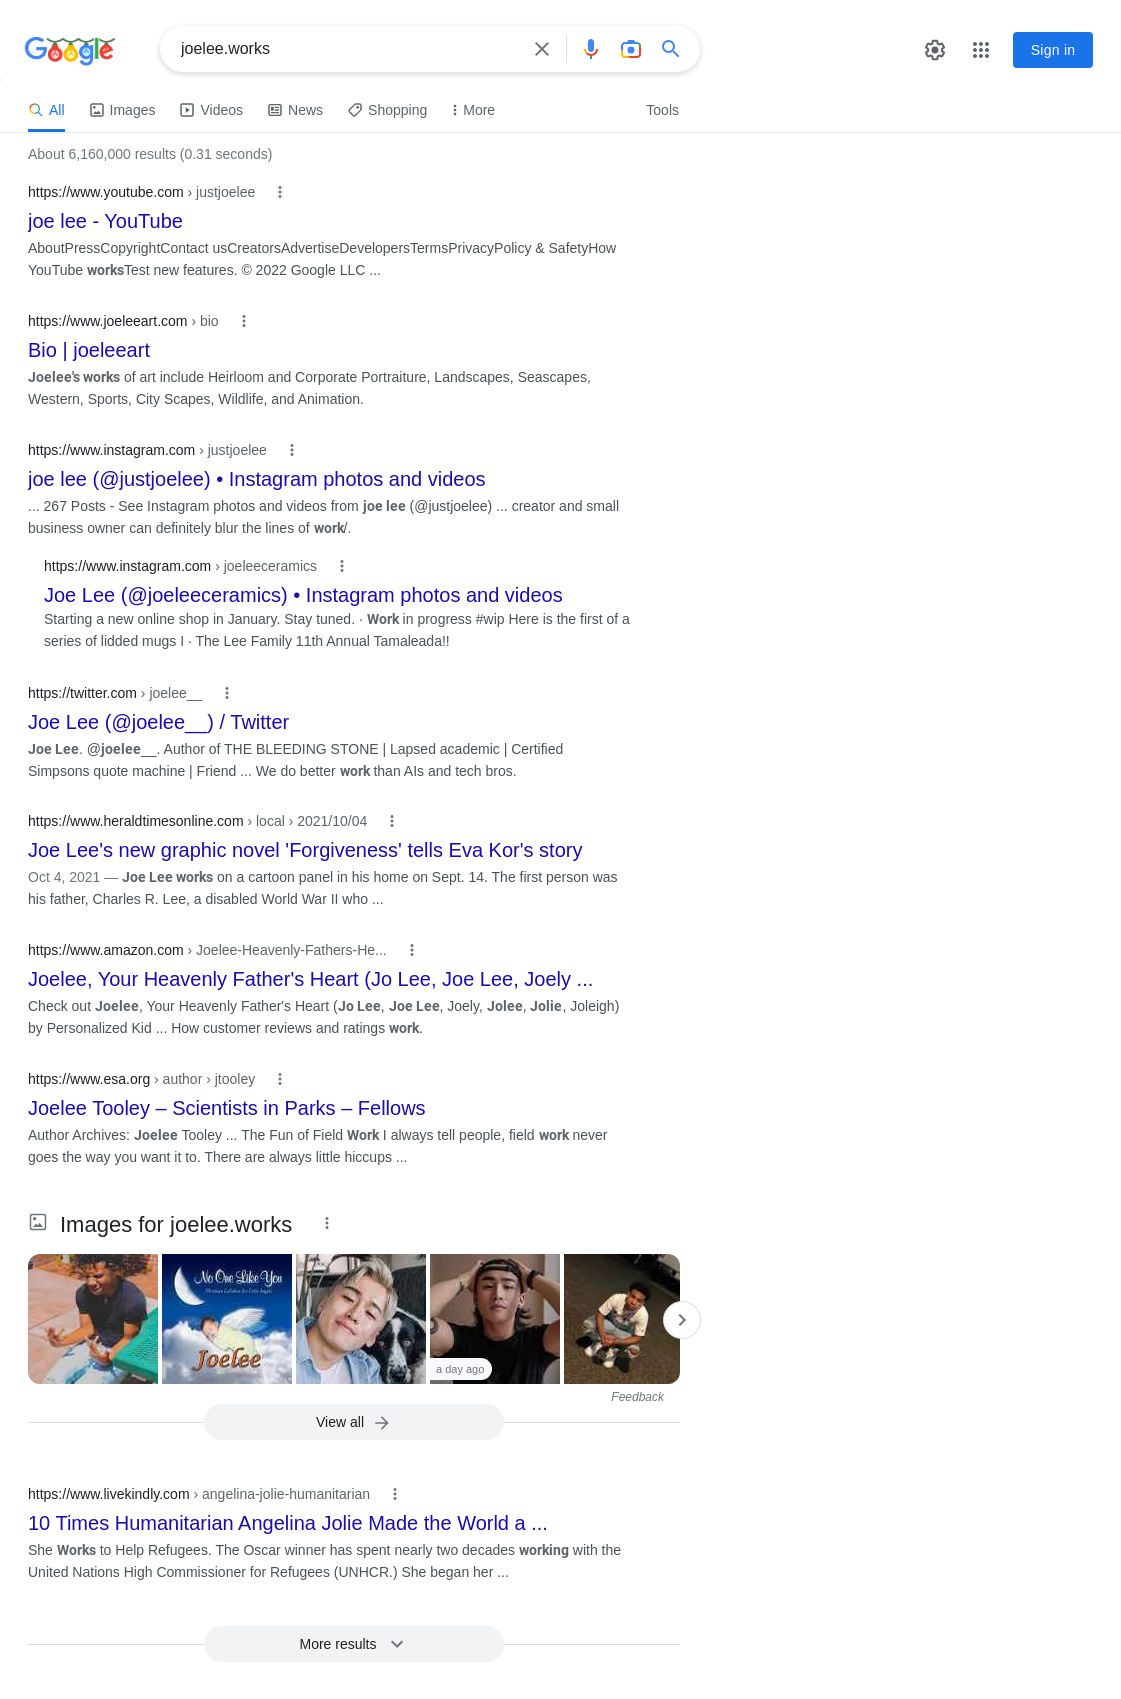 Google
joelee.works
Sign in
All
Images
Videos
News
Shopping
More
Tools
About 6,160,000 results (0.31 seconds)
https://www.youtube.com › justjoelee
joe lee - YouTube
AboutPressCopyrightContact usCreatorsAdvertiseDevelopersTermsPrivacyPolicy & SafetyHow
YouTube worksTest new features. © 2022 Google LLC ...
https://www.joeleeart.com › bio
Bio | joeleeart
Joelee's works of art include Heirloom and Corporate Portraiture, Landscapes, Seascapes,
Western, Sports, City Scapes, Wildlife, and Animation.
https://www.instagram.com › justjoelee
joe lee (@justjoelee) • Instagram photos and videos
... 267 Posts - See Instagram photos and videos from joe lee (@justjoelee) ... creator and small
business owner can definitely blur the lines of work/.
https://www.instagram.com › joeleeceramics
Joe Lee (@joeleeceramics) • Instagram photos and videos
Starting a new online shop in January. Stay tuned. · Work in progress #wip Here is the first of a
series of lidded mugs I · The Lee Family 11th Annual Tamaleada!!
https://twitter.com › joelee__
Joe Lee (@joelee__) / Twitter
Joe Lee. @joelee__. Author of THE BLEEDING STONE | Lapsed academic | Certified
Simpsons quote machine | Friend ... We do better work than AIs and tech bros.
https://www.heraldtimesonline.com › local › 2021/10/04
Joe Lee's new graphic novel 'Forgiveness' tells Eva Kor's story
Oct 4, 2021 — Joe Lee works on a cartoon panel in his home on Sept. 14. The first person was
his father, Charles R. Lee, a disabled World War II who ...
https://www.amazon.com › Joelee-Heavenly-Fathers-He...
Joelee, Your Heavenly Father's Heart (Jo Lee, Joe Lee, Joely ...
Check out Joelee, Your Heavenly Father's Heart (Jo Lee, Joe Lee, Joely, Jolee, Jolie, Joleigh)
by Personalized Kid ... How customer reviews and ratings work.
https://www.esa.org › author › jtooley
Joelee Tooley – Scientists in Parks – Fellows
Author Archives: Joelee Tooley ... The Fun of Field Work I always tell people, field work never
goes the way you want it to. There are always little hiccups ...
Images for joelee.works
No One Like You
Joelee
a day ago
Feedback
View all
https://www.livekindly.com › angelina-jolie-humanitarian
10 Times Humanitarian Angelina Jolie Made the World a ...
She Works to Help Refugees. The Oscar winner has spent nearly two decades working with the
United Nations High Commissioner for Refugees (UNHCR.) She began her ...
More results